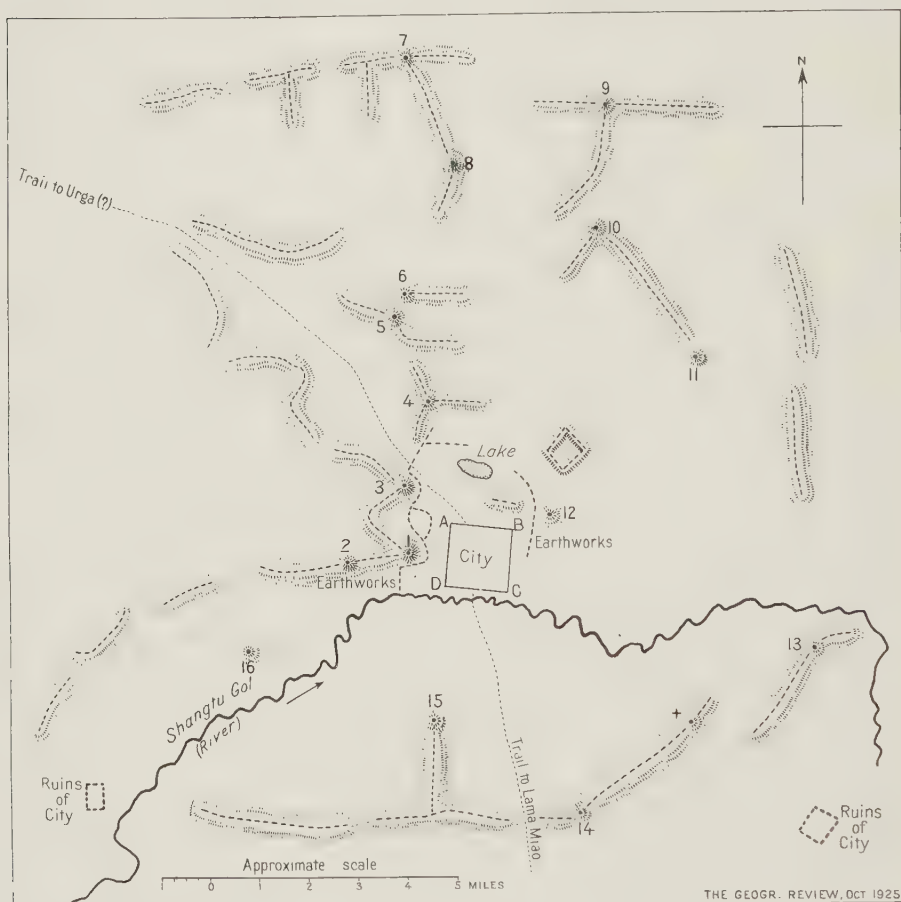 7
N
9
8
Trail to Urga (?)
10
6
5
11
4
Lake
3
12
A
B
1
2
City
Earthworks
Earthworks
D
C
13
16
15
+
Shangtu Gol
(River)
Trail to Lama Miao
Ruins
of
City
14
Ruins
of
City
Approximate scale
1 0 1 2 3 4 5 MILES
THE GEOGR. REVIEW, OCT 1925